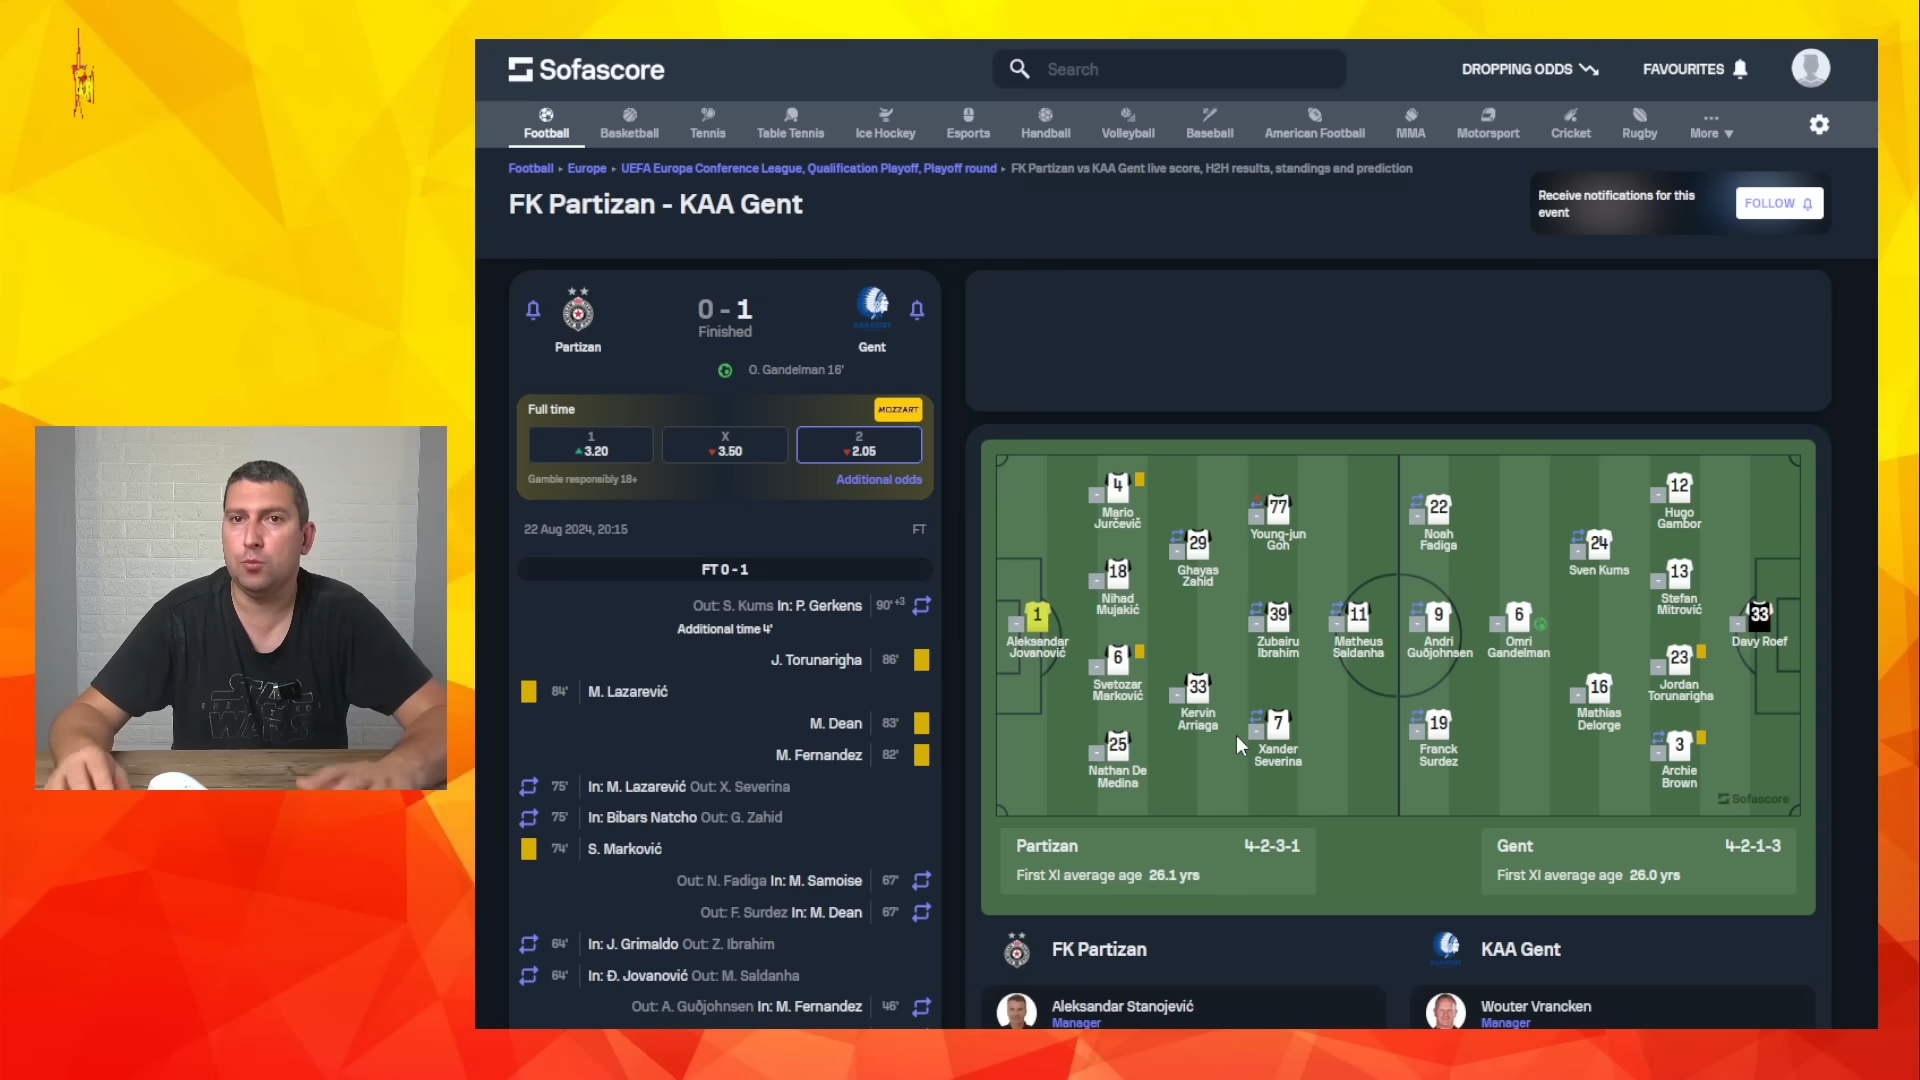 Sofascore
Search
DROPPING ODDS
FAVOURITES
Football
Basketball
Tennis
Table Tennis
Ice Hockey
Esports
Handball
Volleyball
Baseball
American Football
MMA
Motorsport
Cricket
Rugby
More
Football
Europe
UEFA Europa Conference League, Qualification Playoff, Playoff round
FK Partizan vs KAA Gent live score, H2H results, standings and prediction
FK Partizan - KAA Gent
Receive notifications for this
event
FOLLOW
0 - 1
Finished
Partizan
Gent
O. Gandelman 16'
Full time
MOZZART
1
3.20
X
3.50
2
2.05
Gamble responsibly 18+
Additional odds
22 Aug 2024, 20:15
FT
FT 0 - 1
Out: S. Kums In: P. Gerkens 90'+3
Additional time 4'
J. Torunarigha 86'
84' M. Lazarević
M. Dean 83'
M. Fernandez 82'
75' In: M. Lazarević Out: X. Severina
75' In: Bibars Natcho Out: G. Zahid
74' S. Marković
Out: N. Fadiga In: M. Samoise 67'
Out: F. Surdez In: M. Dean 67'
64' In: J. Grimaldo Out: Z. Ibrahim
64' In: Đ. Jovanović Out: M. Saldanha
Out: A. Guðjohnsen In: M. Fernandez 46'
1
Aleksandar
Jovanović
4
Mario
Jurčevič
18
Nihad
Mujakić
6
Svetozar
Marković
25
Nathan De
Medina
29
Ghayas
Zahid
33
Kervin
Arriaga
77
Young-jun
Goh
39
Zubairu
Ibrahim
7
Xander
Severina
11
Matheus
Saldanha
22
Noah
Fadiga
9
Andri
Guðjohnsen
19
Franck
Surdez
6
Omri
Gandelman
24
Sven Kums
16
Mathias
Delorge
12
Hugo
Gambor
13
Stefan
Mitrović
23
Jordan
Torunarigha
3
Archie
Brown
33
Davy Roef
Sofascore
Partizan 4-2-3-1
First XI average age 26.1 yrs
Gent 4-2-1-3
First XI average age 26.0 yrs
FK Partizan
KAA Gent
Aleksandar Stanojević
Manager
Wouter Vrancken
Manager
STAR
WARS